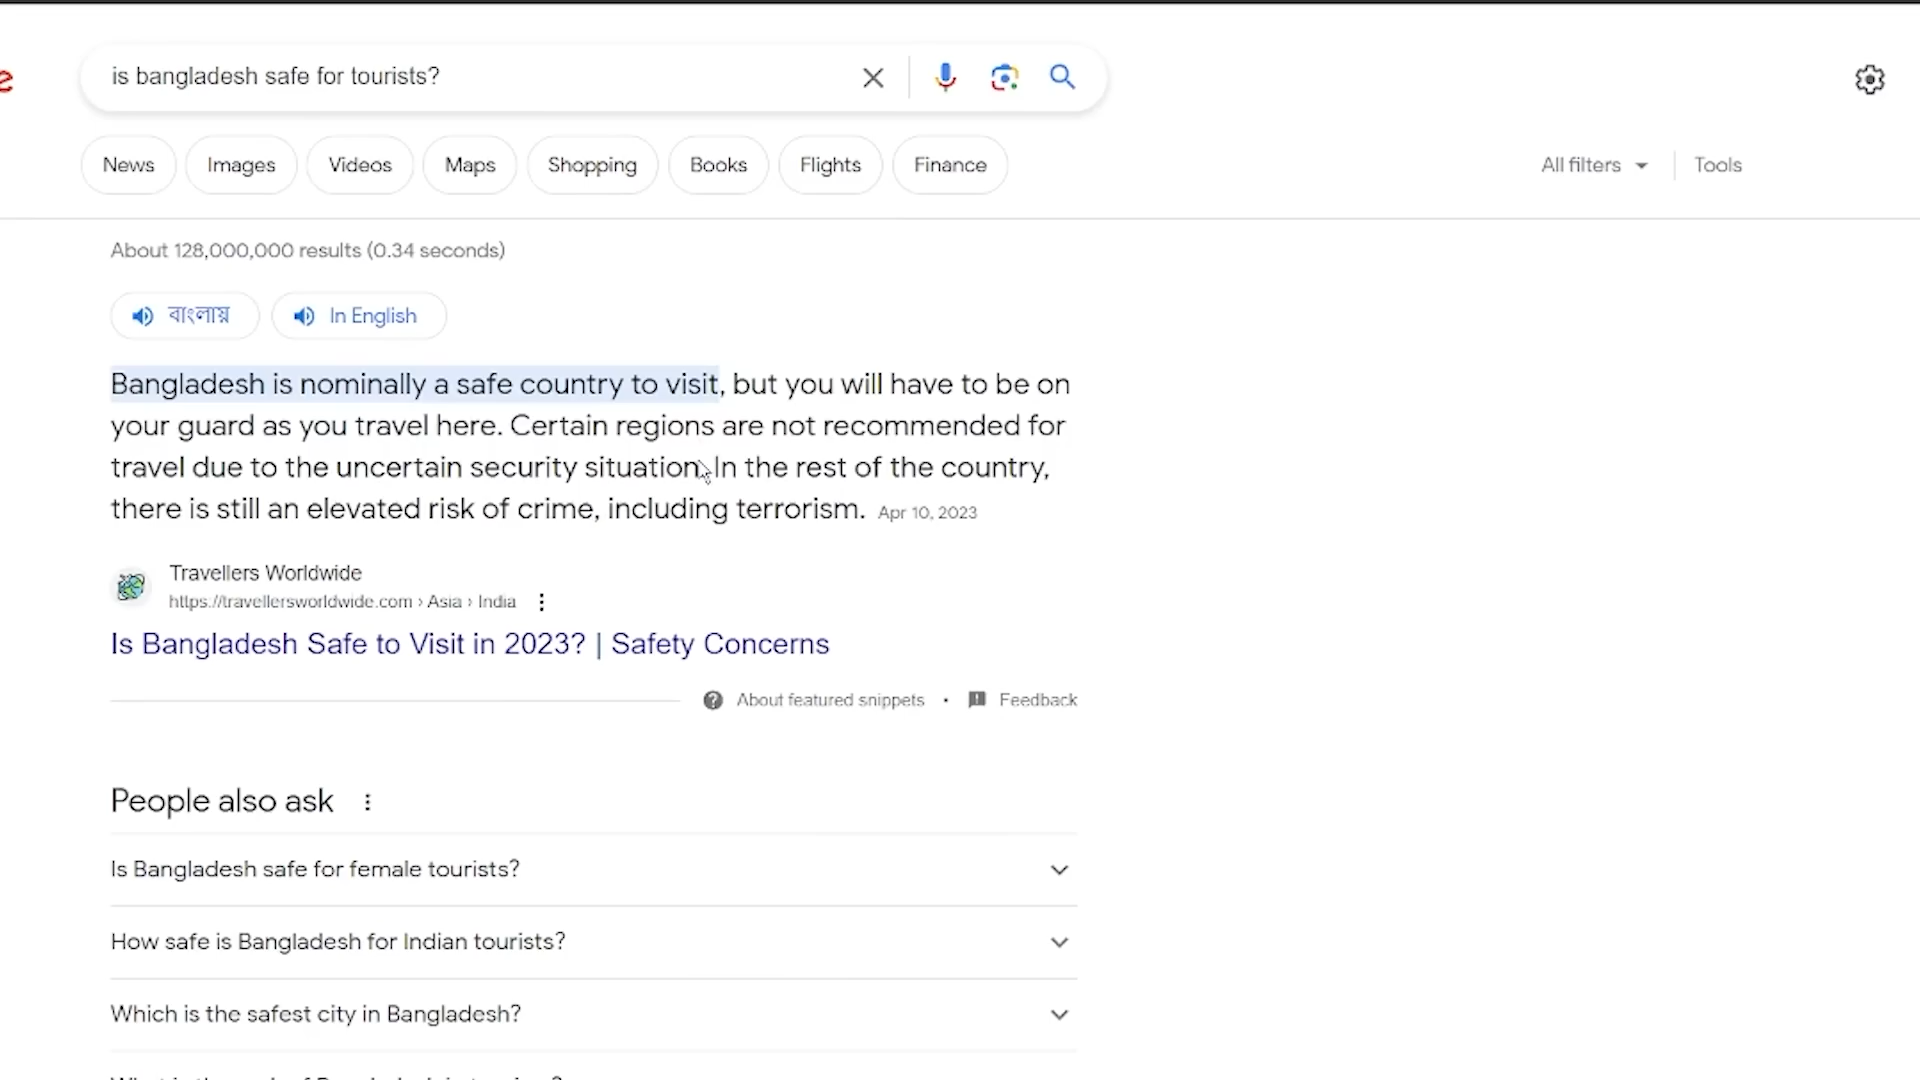 is bangladesh safe for tourists?
News Images Videos Maps Shopping Books Flights Finance All filters Tools
About 128,000,000 results (0.34 seconds)
বাংলায় In English
Bangladesh is nominally a safe country to visit, but you will have to be on
your guard as you travel here. Certain regions are not recommended for
travel due to the uncertain security situation. In the rest of the country,
there is still an elevated risk of crime, including terrorism. Apr 10, 2023
Travellers Worldwide
https://travellersworldwide.com › Asia › India
Is Bangladesh Safe to Visit in 2023? | Safety Concerns
About featured snippets • Feedback
People also ask
Is Bangladesh safe for female tourists?
How safe is Bangladesh for Indian tourists?
Which is the safest city in Bangladesh?